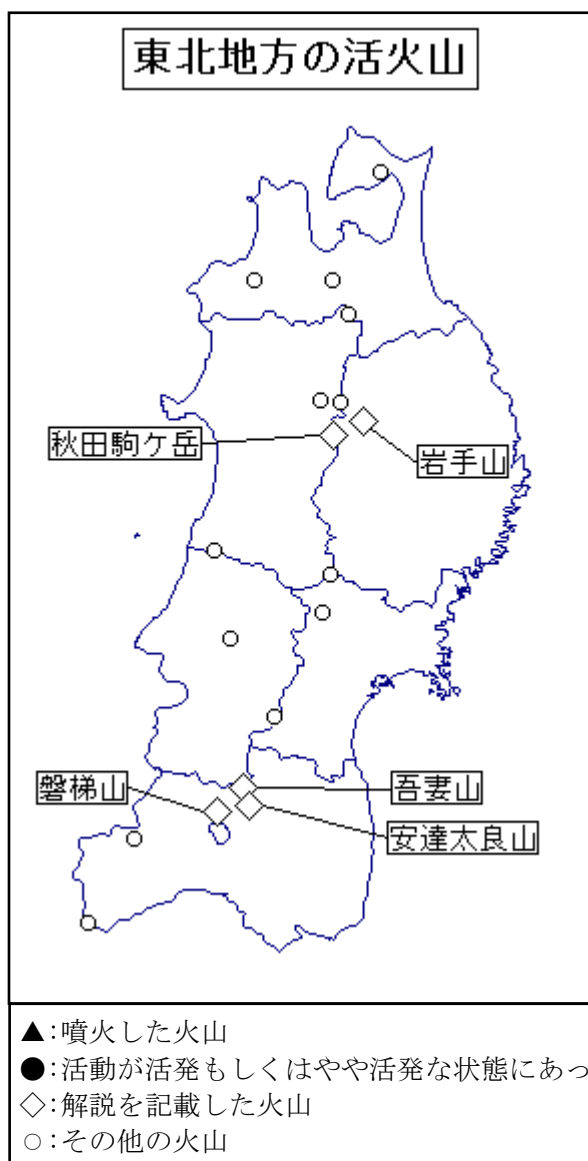 東北地方の活火山
秋田駒ケ岳
岩手山
磐梯山
吾妻山
安達太良山
▲:噴火した火山
●:活動が活発もしくはやや活発な状態にあっ
◇:解説を記載した火山
○:その他の火山